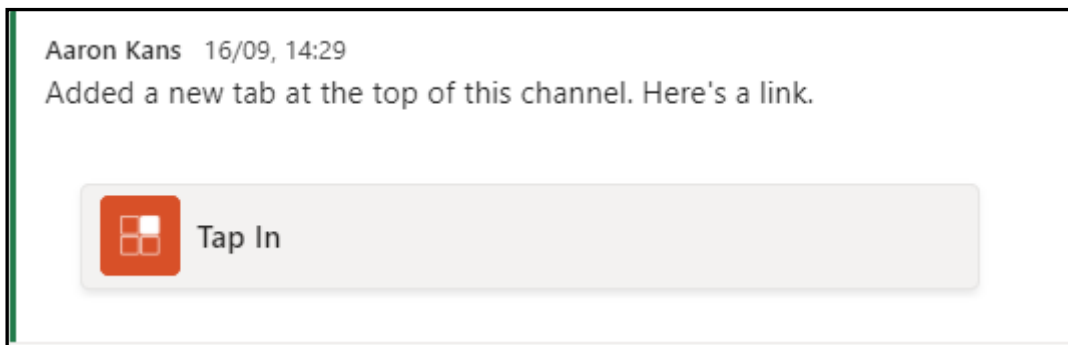 Aaron Kans 16/09, 14:29
Added a new tab at the top of this channel. Here's a link.
Tap In